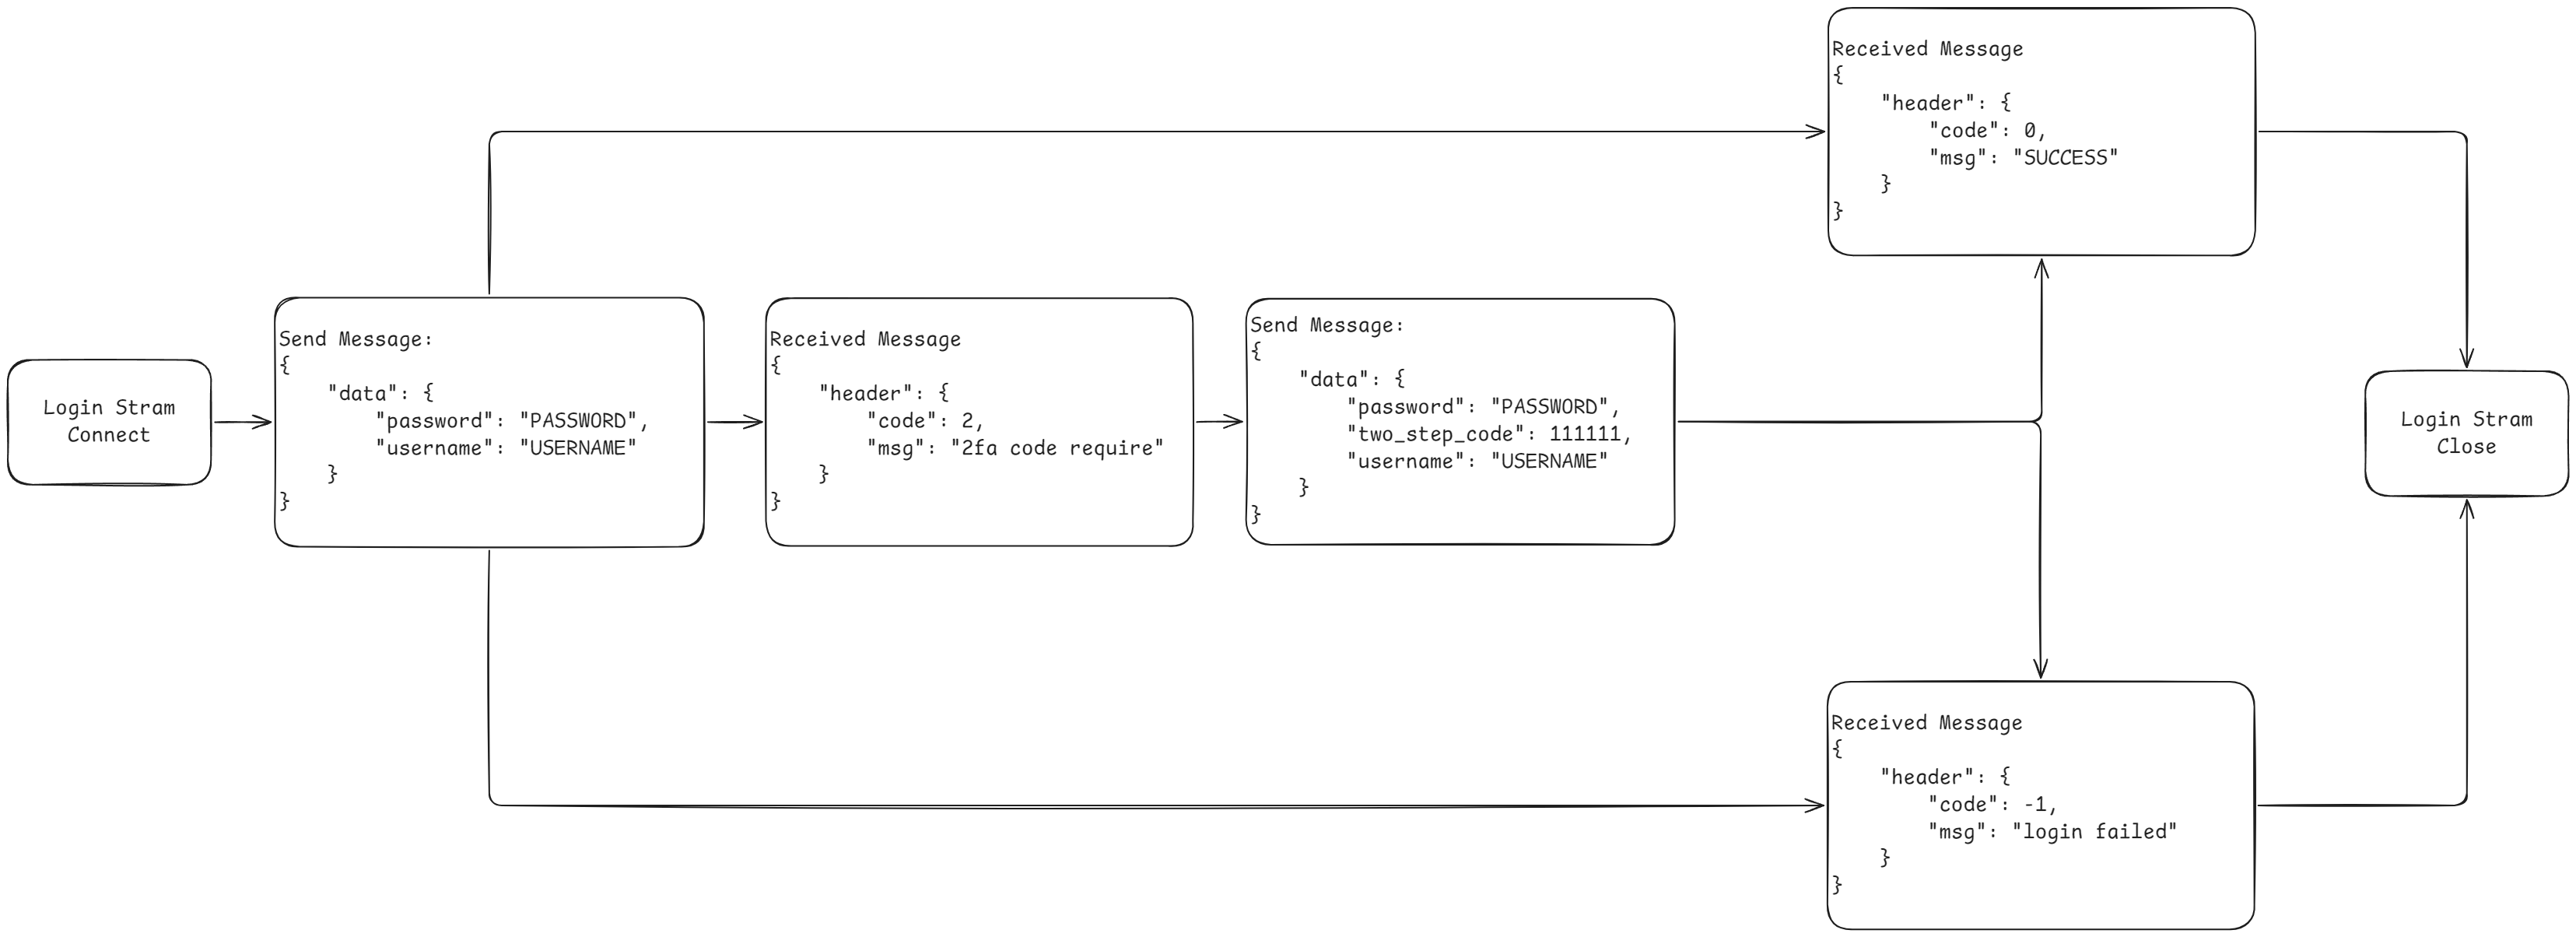 Login Stram
Connect
Send Message:
{
    "data": {
        "password": "PASSWORD",
        "username": "USERNAME"
    }
}
Received Message
{
    "header": {
        "code": 2,
        "msg": "2fa code require"
    }
}
Send Message:
{
    "data": {
        "password": "PASSWORD",
        "two_step_code": 111111,
        "username": "USERNAME"
    }
}
Received Message
{
    "header": {
        "code": 0,
        "msg": "SUCCESS"
    }
}
Received Message
{
    "header": {
        "code": -1,
        "msg": "login failed"
    }
}
Login Stram
Close